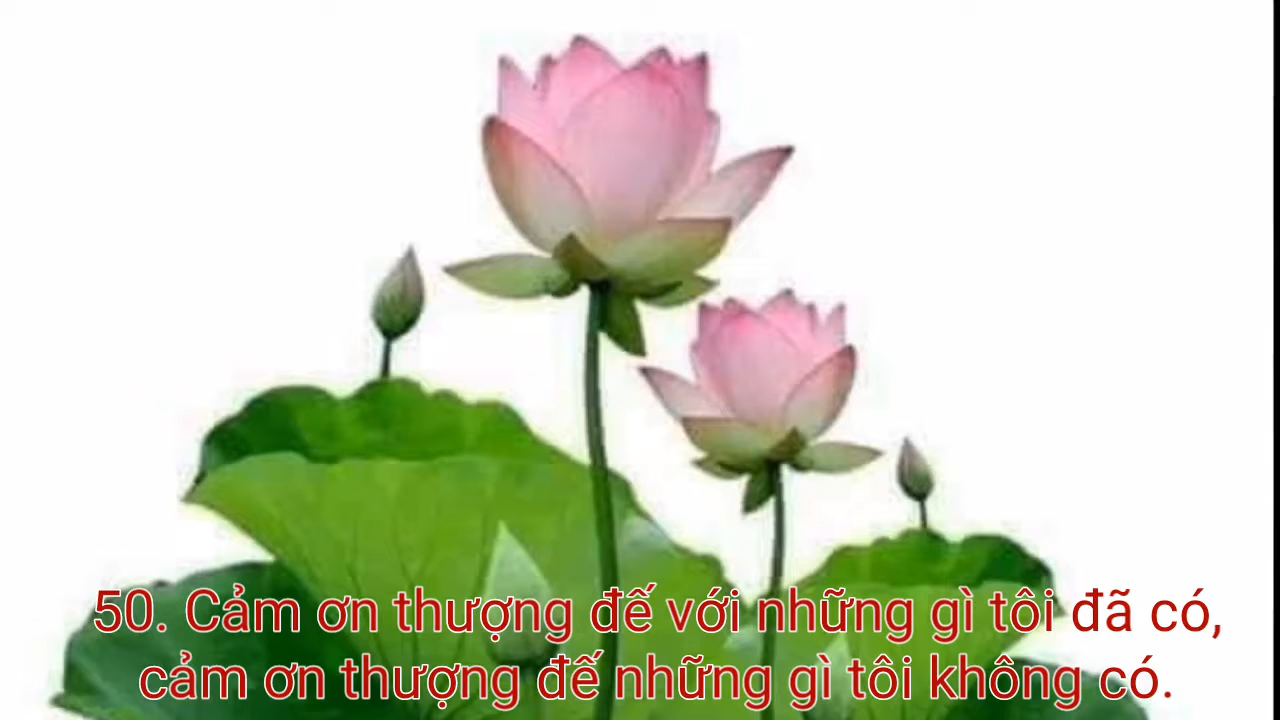 50. Cảm ơn thượng đế với những gì tôi đã có,
cảm ơn thượng đế những gì tôi không có.